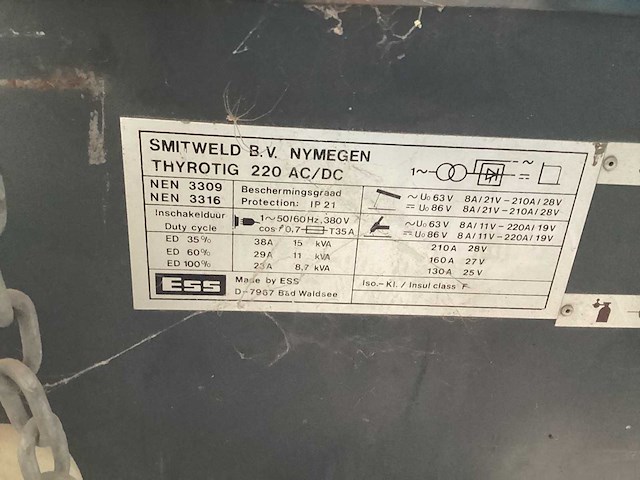 SMITWELD B.V. NYMEGEN
THYROTIG 220 AC/DC
1~
NEN 3309
NEN 3316
Beschermingsgraad
Protection: IP 21
~U₀ 63V 8A/21V-210A/28V
U₀ 86V 8A/21V-210A/28V
Inschakelduur
Duty cycle
1~50/60Hz. 380V
cos φ 0,7 T35A
~U₀ 63V 8A/11V-220A/19V
U₀ 86V 8A/11V-220A/19V
ED 35% 38A 15 kVA 210A 28V
ED 60% 29A 11 kVA 160A 27V
ED 100% 23A 8,7 kVA 130A 25V
ESS
Made by ESS
D-7967 Bad Waldsee
Iso.-Kl./Insul class F